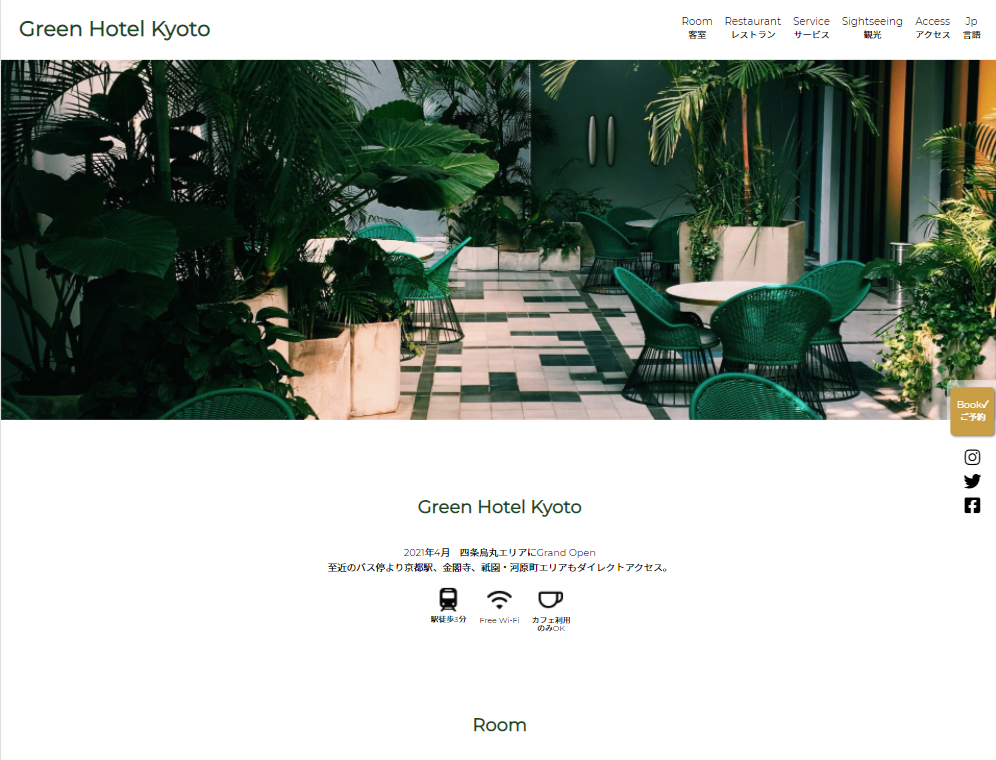 Green Hotel Kyoto
Room
客室
Restaurant
レストラン
Service
サービス
Sightseeing
観光
Access
アクセス
Jp
言語
Book✓
ご予約
Green Hotel Kyoto
2021年4月　四条烏丸エリアにGrand Open
至近のバス停より京都駅、金閣寺、祇園・河原町エリアもダイレクトアクセス。
駅徒歩3分
Free Wi-Fi
カフェ利用
のみOK
Room